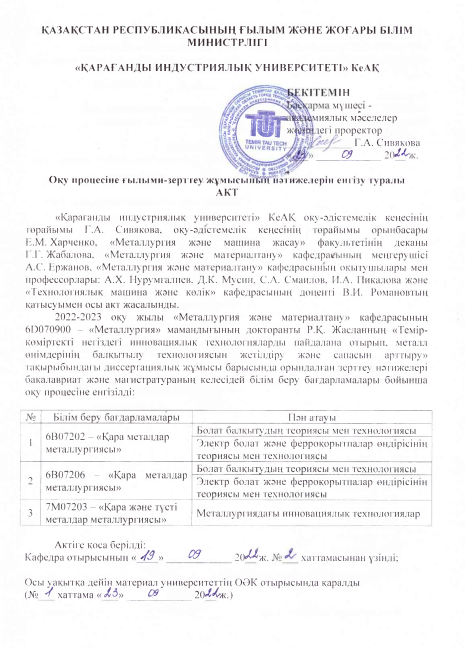 ҚАЗАҚСТАН РЕСПУБЛИКАСЫНЫҢ ҒЫЛЫМ ЖӘНЕ ЖОҒАРЫ БІЛІМ
МИНИСТРЛІГІ
«ҚАРАҒАНДЫ ИНДУСТРИЯЛЫҚ УНИВЕРСИТЕТІ» КеАҚ
БЕКІТЕМІН
Басқарма мүшесі -
академиялық мәселелер
жөніндегі проректор
Г.А. Сивякова
09 2022ж.
TEMIRTAU TECH
UNIVERSITY
Оқу процесіне ғылыми-зерттеу жұмысының нәтижелерін енгізу туралы
АКТ
«Қарағанды индустриялық университеті» КеАҚ оқу-әдістемелік кеңесінің
төрайымы Г.А. Сивякова, оқу-әдістемелік кеңесінің төрайымы орынбасары
Е.М. Харченко, «Металлургия және машина жасау» факультетінің деканы
Г.Г. Жабалова, «Металлургия және материалтану» кафедрасының меңгерушісі
А.С. Ержанов, «Металлургия және материалтану» кафедрасының оқытушылары мен
профессорлары: А.Х. Нурумгалиев, Д.К. Мусин, С.А. Смаилов, И.А. Пикалова және
«Технологиялық машина және көлік» кафедрасының доценті В.И. Романовтың
қатысуымен осы акт жасалынды.
2022-2023 оқу жылы «Металлургия және материалтану» кафедрасының
6D070900 – «Металлургия» мамандығының докторанты Р.Қ. Жасланның «Темір-
көміртекті негіздегі инновациялық технологияларды пайдалана отырып, металл
өнімдерінің балқытылу технологиясын жетілдіру және сапасын арттыру»
тақырыбындағы диссертациялық жұмысы барысында орындалған зерттеу нәтижелері
бакалавриат және магистратураның келесідей білім беру бағдарламалары бойынша
оқу процесіне енгізілді:
№ Білім беру бағдарламалары Пән атауы
1 6В07202 – «Қара металдар металлургиясы» Болат балқытудың теориясы мен технологиясы
Электр болат және ферроқорытпалар өндірісінің
теориясы мен технологиясы
2 6В07206 – «Қара металдар металлургиясы» Болат балқытудың теориясы мен технологиясы
Электр болат және ферроқорытпалар өндірісінің
теориясы мен технологиясы
3 7М07203 – «Қара және түсті металдар металлургиясы» Металлургиядағы инновациялық технологиялар
Актіге қоса берілді:
Кафедра отырысының « 19 » 09 2022ж. № 2 хаттамасынан үзінді;
Осы уақытқа дейін материал университеттің ОӘК отырысында қаралды
(№ 1 хаттама « 23» 09 2022ж.)